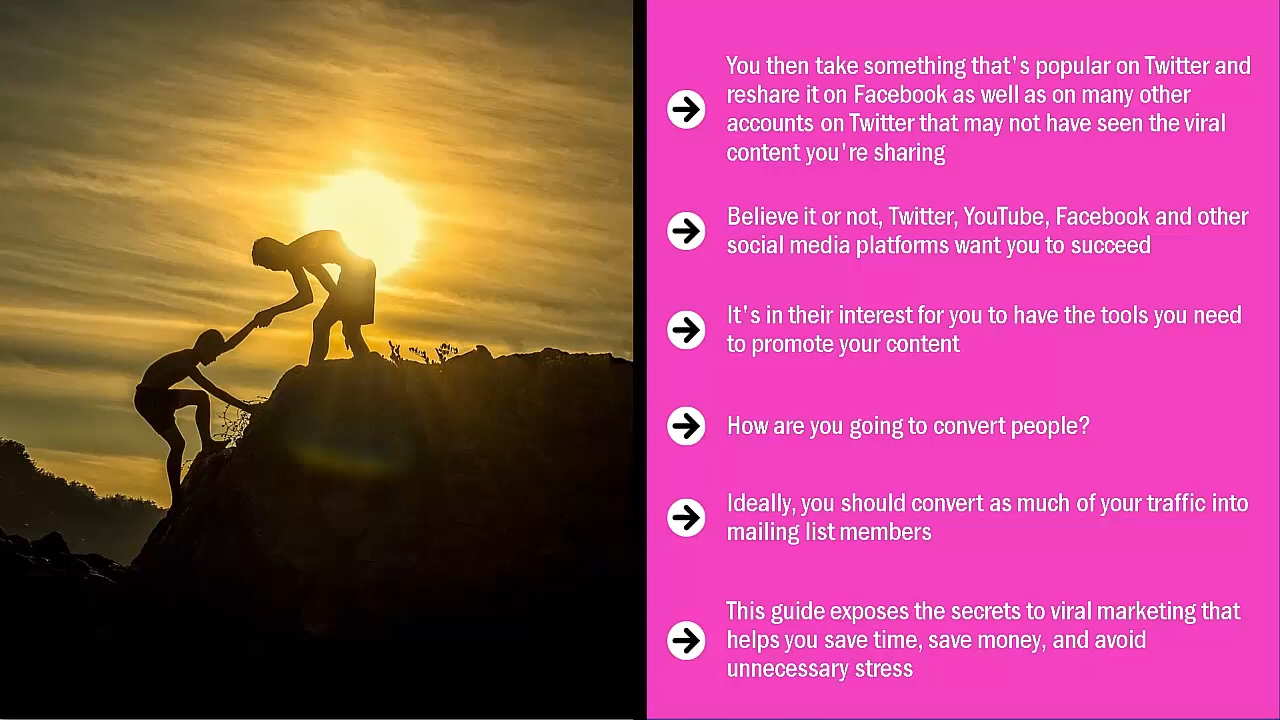 You then take something that's popular on Twitter and
reshare it on Facebook as well as on many other
accounts on Twitter that may not have seen the viral
content you're sharing
Believe it or not, Twitter, YouTube, Facebook and other
social media platforms want you to succeed
It's in their interest for you to have the tools you need
to promote your content
How are you going to convert people?
Ideally, you should convert as much of your traffic into
mailing list members
This guide exposes the secrets to viral marketing that
helps you save time, save money, and avoid
unnecessary stress